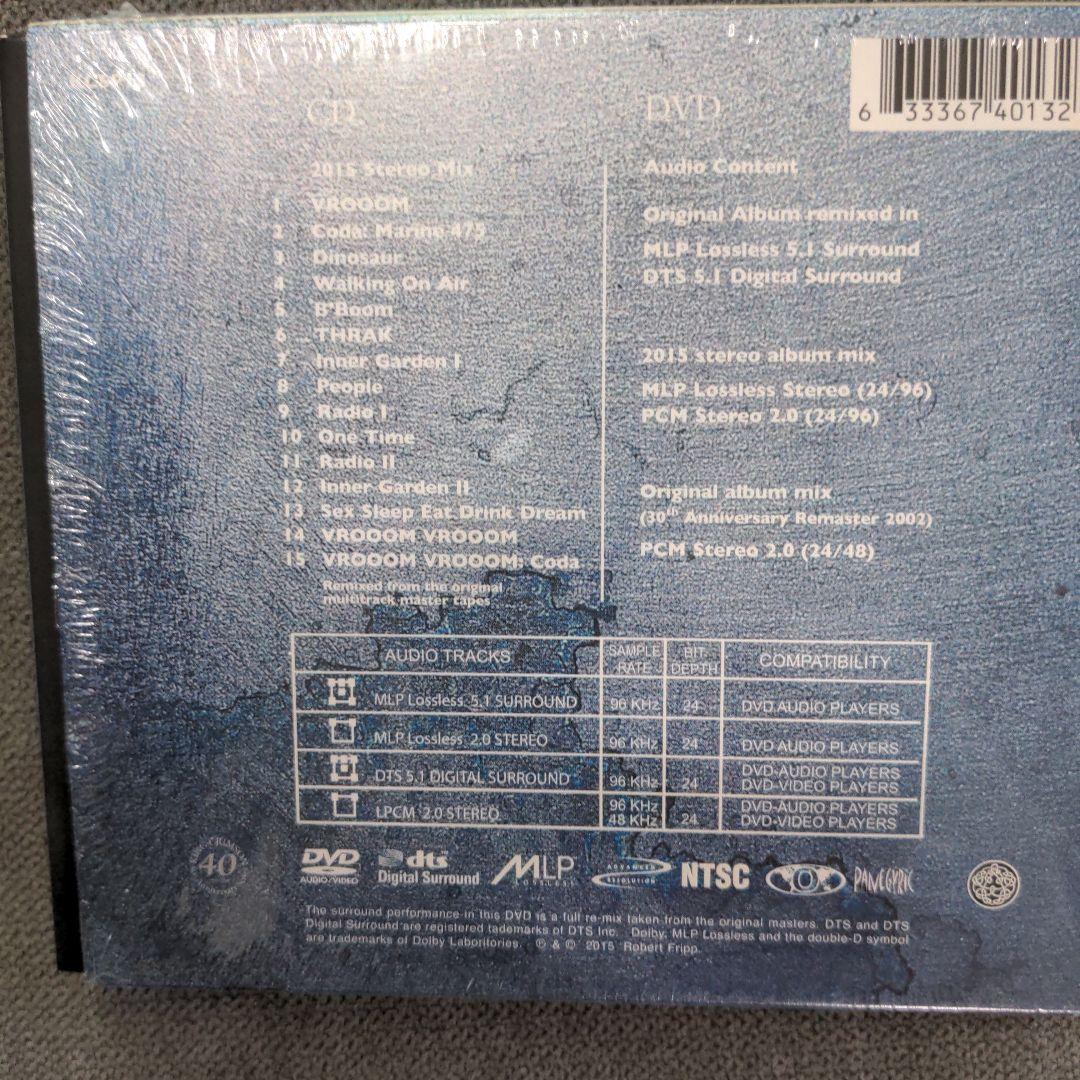 CD
2015 Stereo Mix
1 VROOOM
2 Coda: Marine 475
3 Dinosaur
4 Walking On Air
5 B'Boom
6 THRAK
7 Inner Garden I
8 People
9 Radio I
10 One Time
11 Radio II
12 Inner Garden II
13 Sex Sleep Eat Drink Dream
14 VROOOM VROOOM
15 VROOOM VROOOM: Coda
Remixed from the original
multitrack master tapes
DVD
Audio Content
Original Album remixed in
MLP Lossless 5.1 Surround
DTS 5.1 Digital Surround
2015 stereo album mix
MLP Lossless Stereo (24/96)
PCM Stereo 2.0 (24/96)
Original album mix
(30th Anniversary Remaster 2002)
PCM Stereo 2.0 (24/48)
6 33367 40132
AUDIO TRACKS SAMPLE RATE BIT DEPTH COMPATIBILITY
MLP Lossless 5.1 SURROUND 96 KHz 24 DVD AUDIO PLAYERS
MLP Lossless 2.0 STEREO 96 KHz 24 DVD AUDIO PLAYERS
DTS 5.1 DIGITAL SURROUND 96 KHz 24 DVD-AUDIO PLAYERS
DVD-VIDEO PLAYERS
LPCM 2.0 STEREO 96 KHz 48 KHz 24 DVD-AUDIO PLAYERS
DVD-VIDEO PLAYERS
40
DVD AUDIO/VIDEO
dts Digital Surround
MLP LOSSLESS
ADVANCED RESOLUTION
NTSC
PANEGYRIC
The surround performance in this DVD is a full re-mix taken from the original masters. DTS and DTS
Digital Surround are registered trademarks of DTS Inc. Dolby, MLP Lossless and the double-D symbol
are trademarks of Dolby Laboritories. ℗ & © 2015 Robert Fripp.